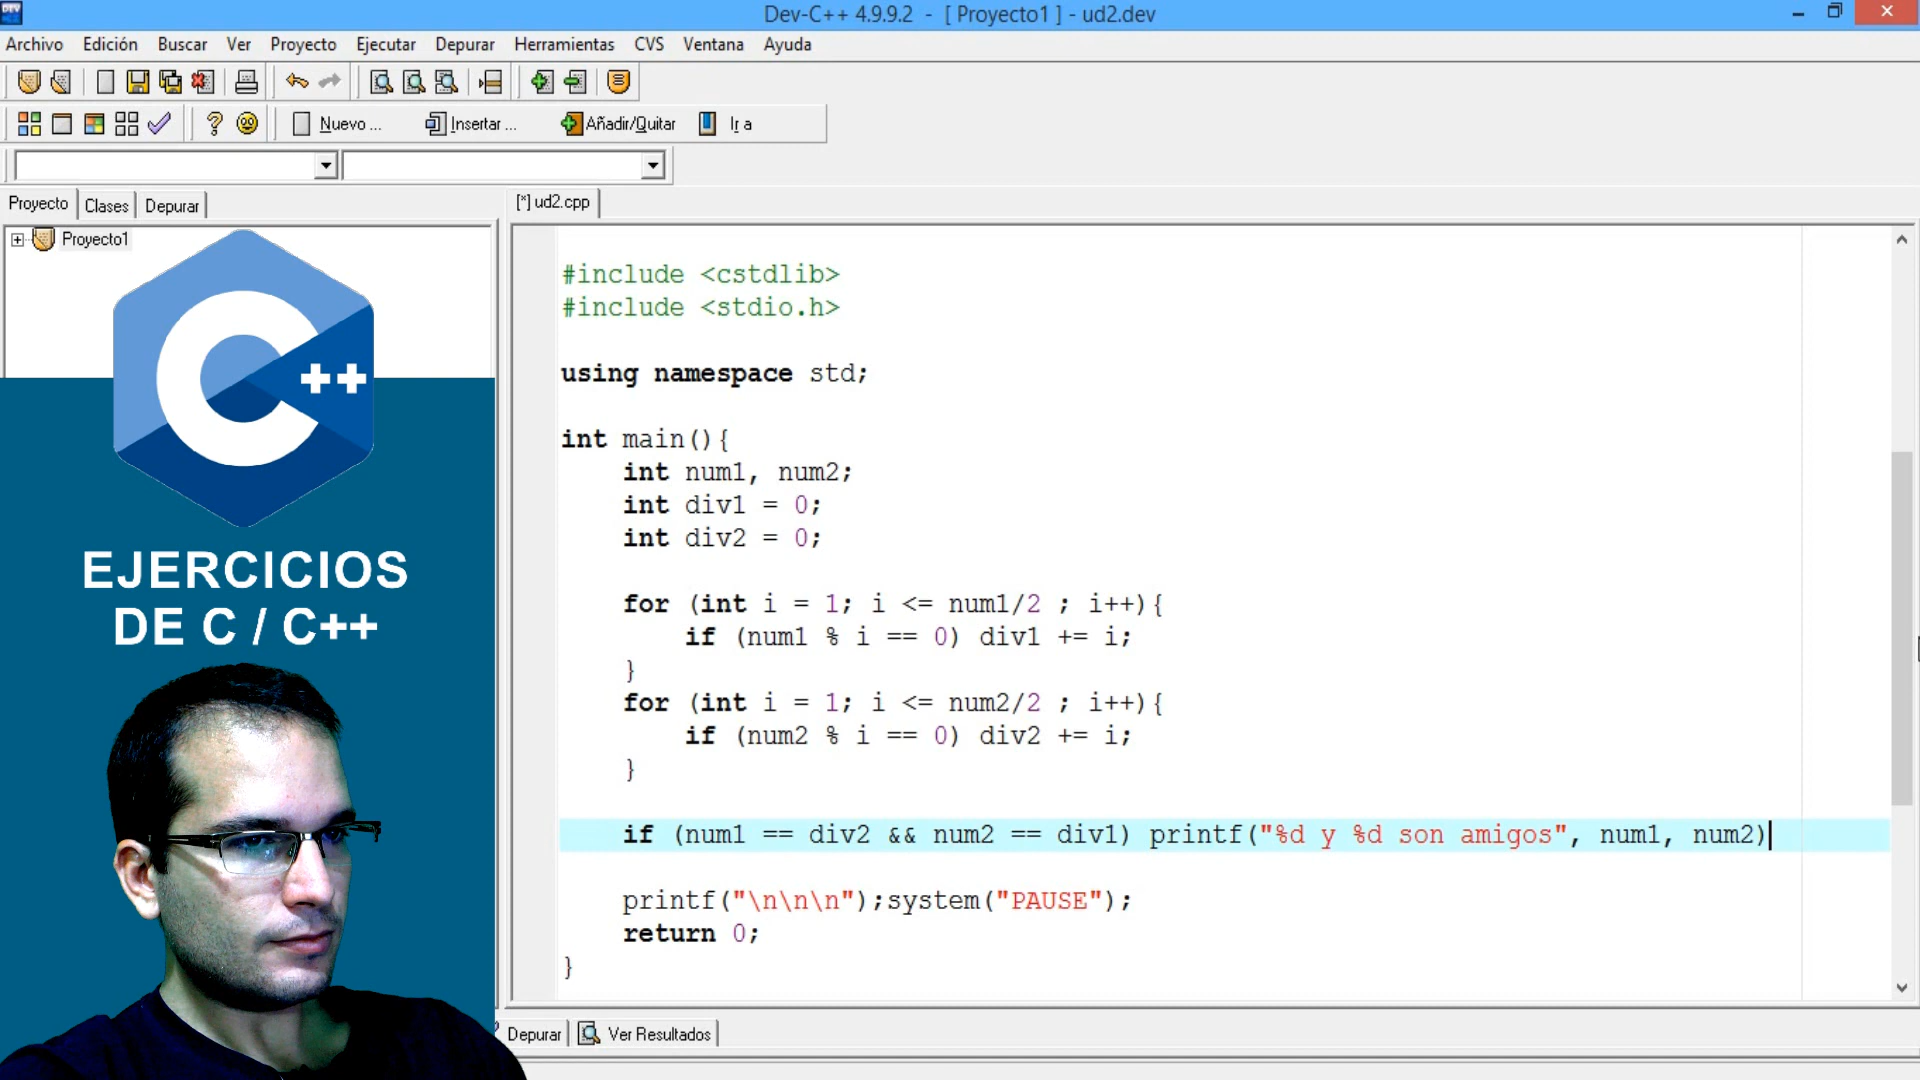 Dev-C++ 4.9.9.2 - [ Proyecto1 ] - ud2.dev
Archivo Edición Buscar Ver Proyecto Ejecutar Depurar Herramientas CVS Ventana Ayuda
Nuevo ... Insertar ... Añadir/Quitar Ir a
Proyecto Clases Depurar
[*] ud2.cpp
Proyecto1
#include <cstdlib>
#include <stdio.h>
using namespace std;
int main(){
int num1, num2;
int div1 = 0;
int div2 = 0;
for (int i = 1; i <= num1/2 ; i++){
if (num1 % i == 0) div1 += i;
}
for (int i = 1; i <= num2/2 ; i++){
if (num2 % i == 0) div2 += i;
}
if (num1 == div2 && num2 == div1) printf("%d y %d son amigos", num1, num2)
printf("\n\n\n");system("PAUSE");
return 0;
}
C++
EJERCICIOS
DE C / C++
Depurar Ver Resultados